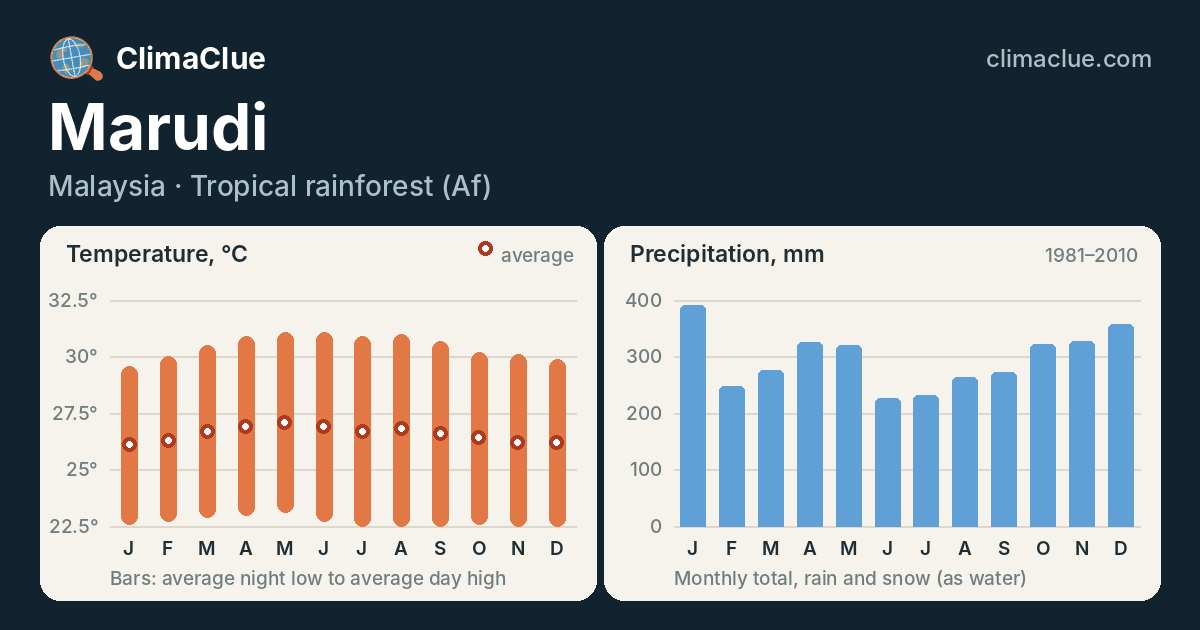 ClimaClue
climaclue.com
Marudi
Malaysia · Tropical rainforest (Af)
Temperature, °C
average
32.5°
30°
27.5°
25°
22.5°
J F M A M J J A S O N D
Bars: average night low to average day high
Precipitation, mm
1981–2010
400
300
200
100
0
J F M A M J J A S O N D
Monthly total, rain and snow (as water)